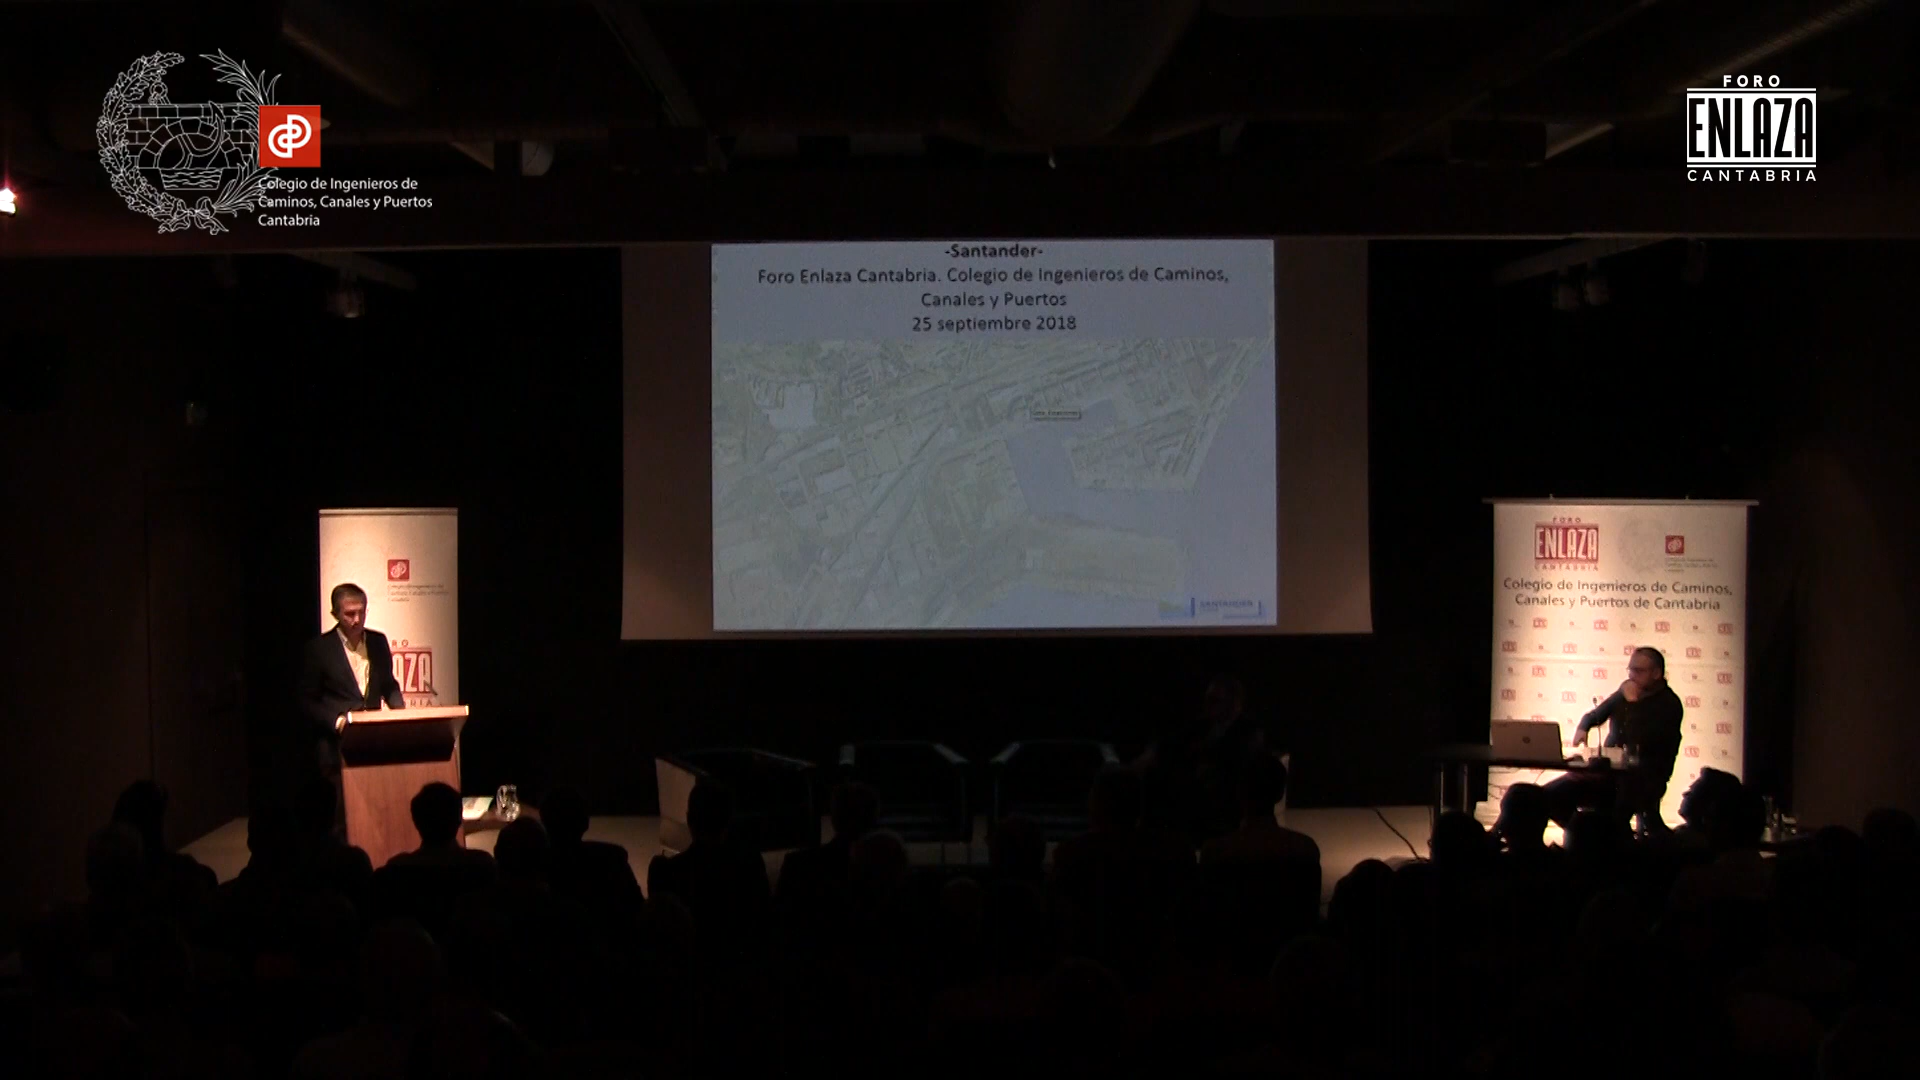 Colegio de Ingenieros de
Caminos, Canales y Puertos
Cantabria
FORO
ENLAZA
CANTABRIA
-Santander-
Foro Enlaza Cantabria. Colegio de Ingenieros de Caminos,
Canales y Puertos
25 septiembre 2018
SANTANDER
FORO
ENLAZA
CANTABRIA
Colegio de Ingenieros de Caminos,
Canales y Puertos de Cantabria